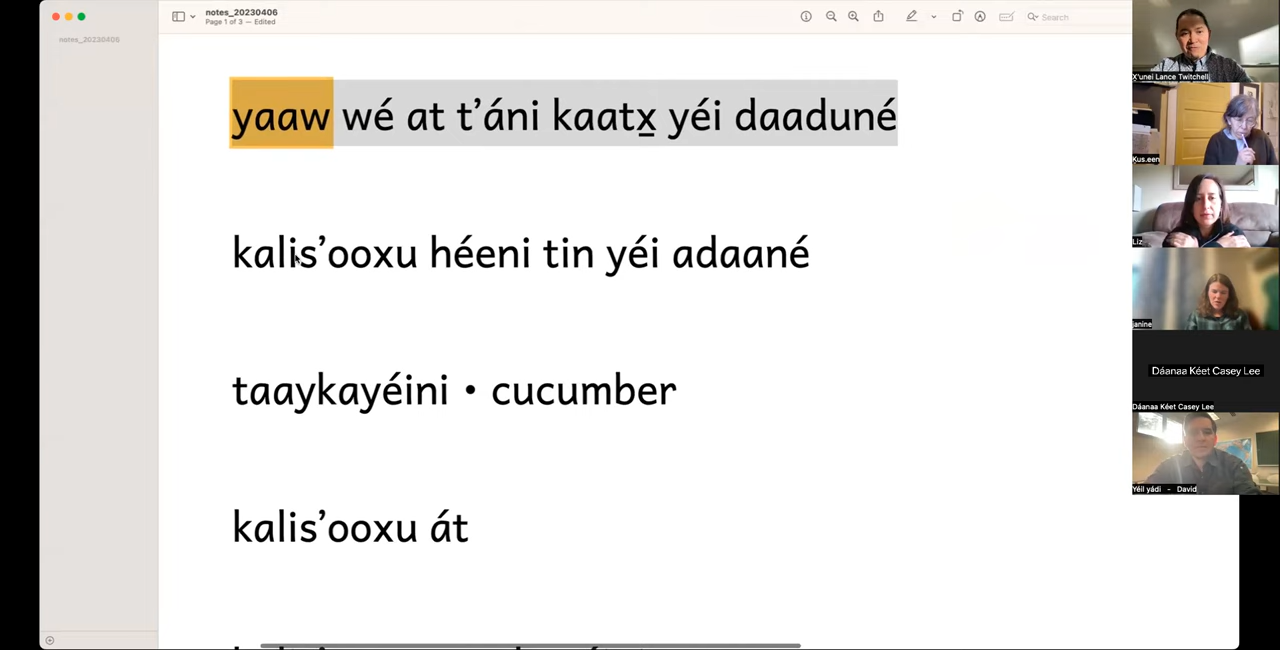 notes_20230406
Page 1 of 3 — Edited
Search
notes_20230406
yaaw wé at t’áni kaatx̲ yéi daaduné
kalis’ooxu héeni tin yéi adaané
taaykayéini • cucumber
kalis’ooxu át
X'unei Lance Twitchell
Kus.een
Liz
janine
Dáanaa Kéet Casey Lee
Dáanaa Kéet Casey Lee
Yéil yádi - David